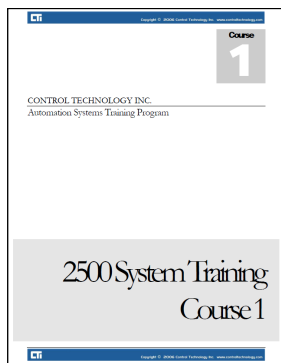 CTi Copyright © 2008 Control Technology Inc. www.controltechnology.com
Course
1
CONTROL TECHNOLOGY INC.
Automation Systems Training Program
2500 System Training
Course 1
CTi Copyright © 2008 Control Technology Inc. www.controltechnology.com